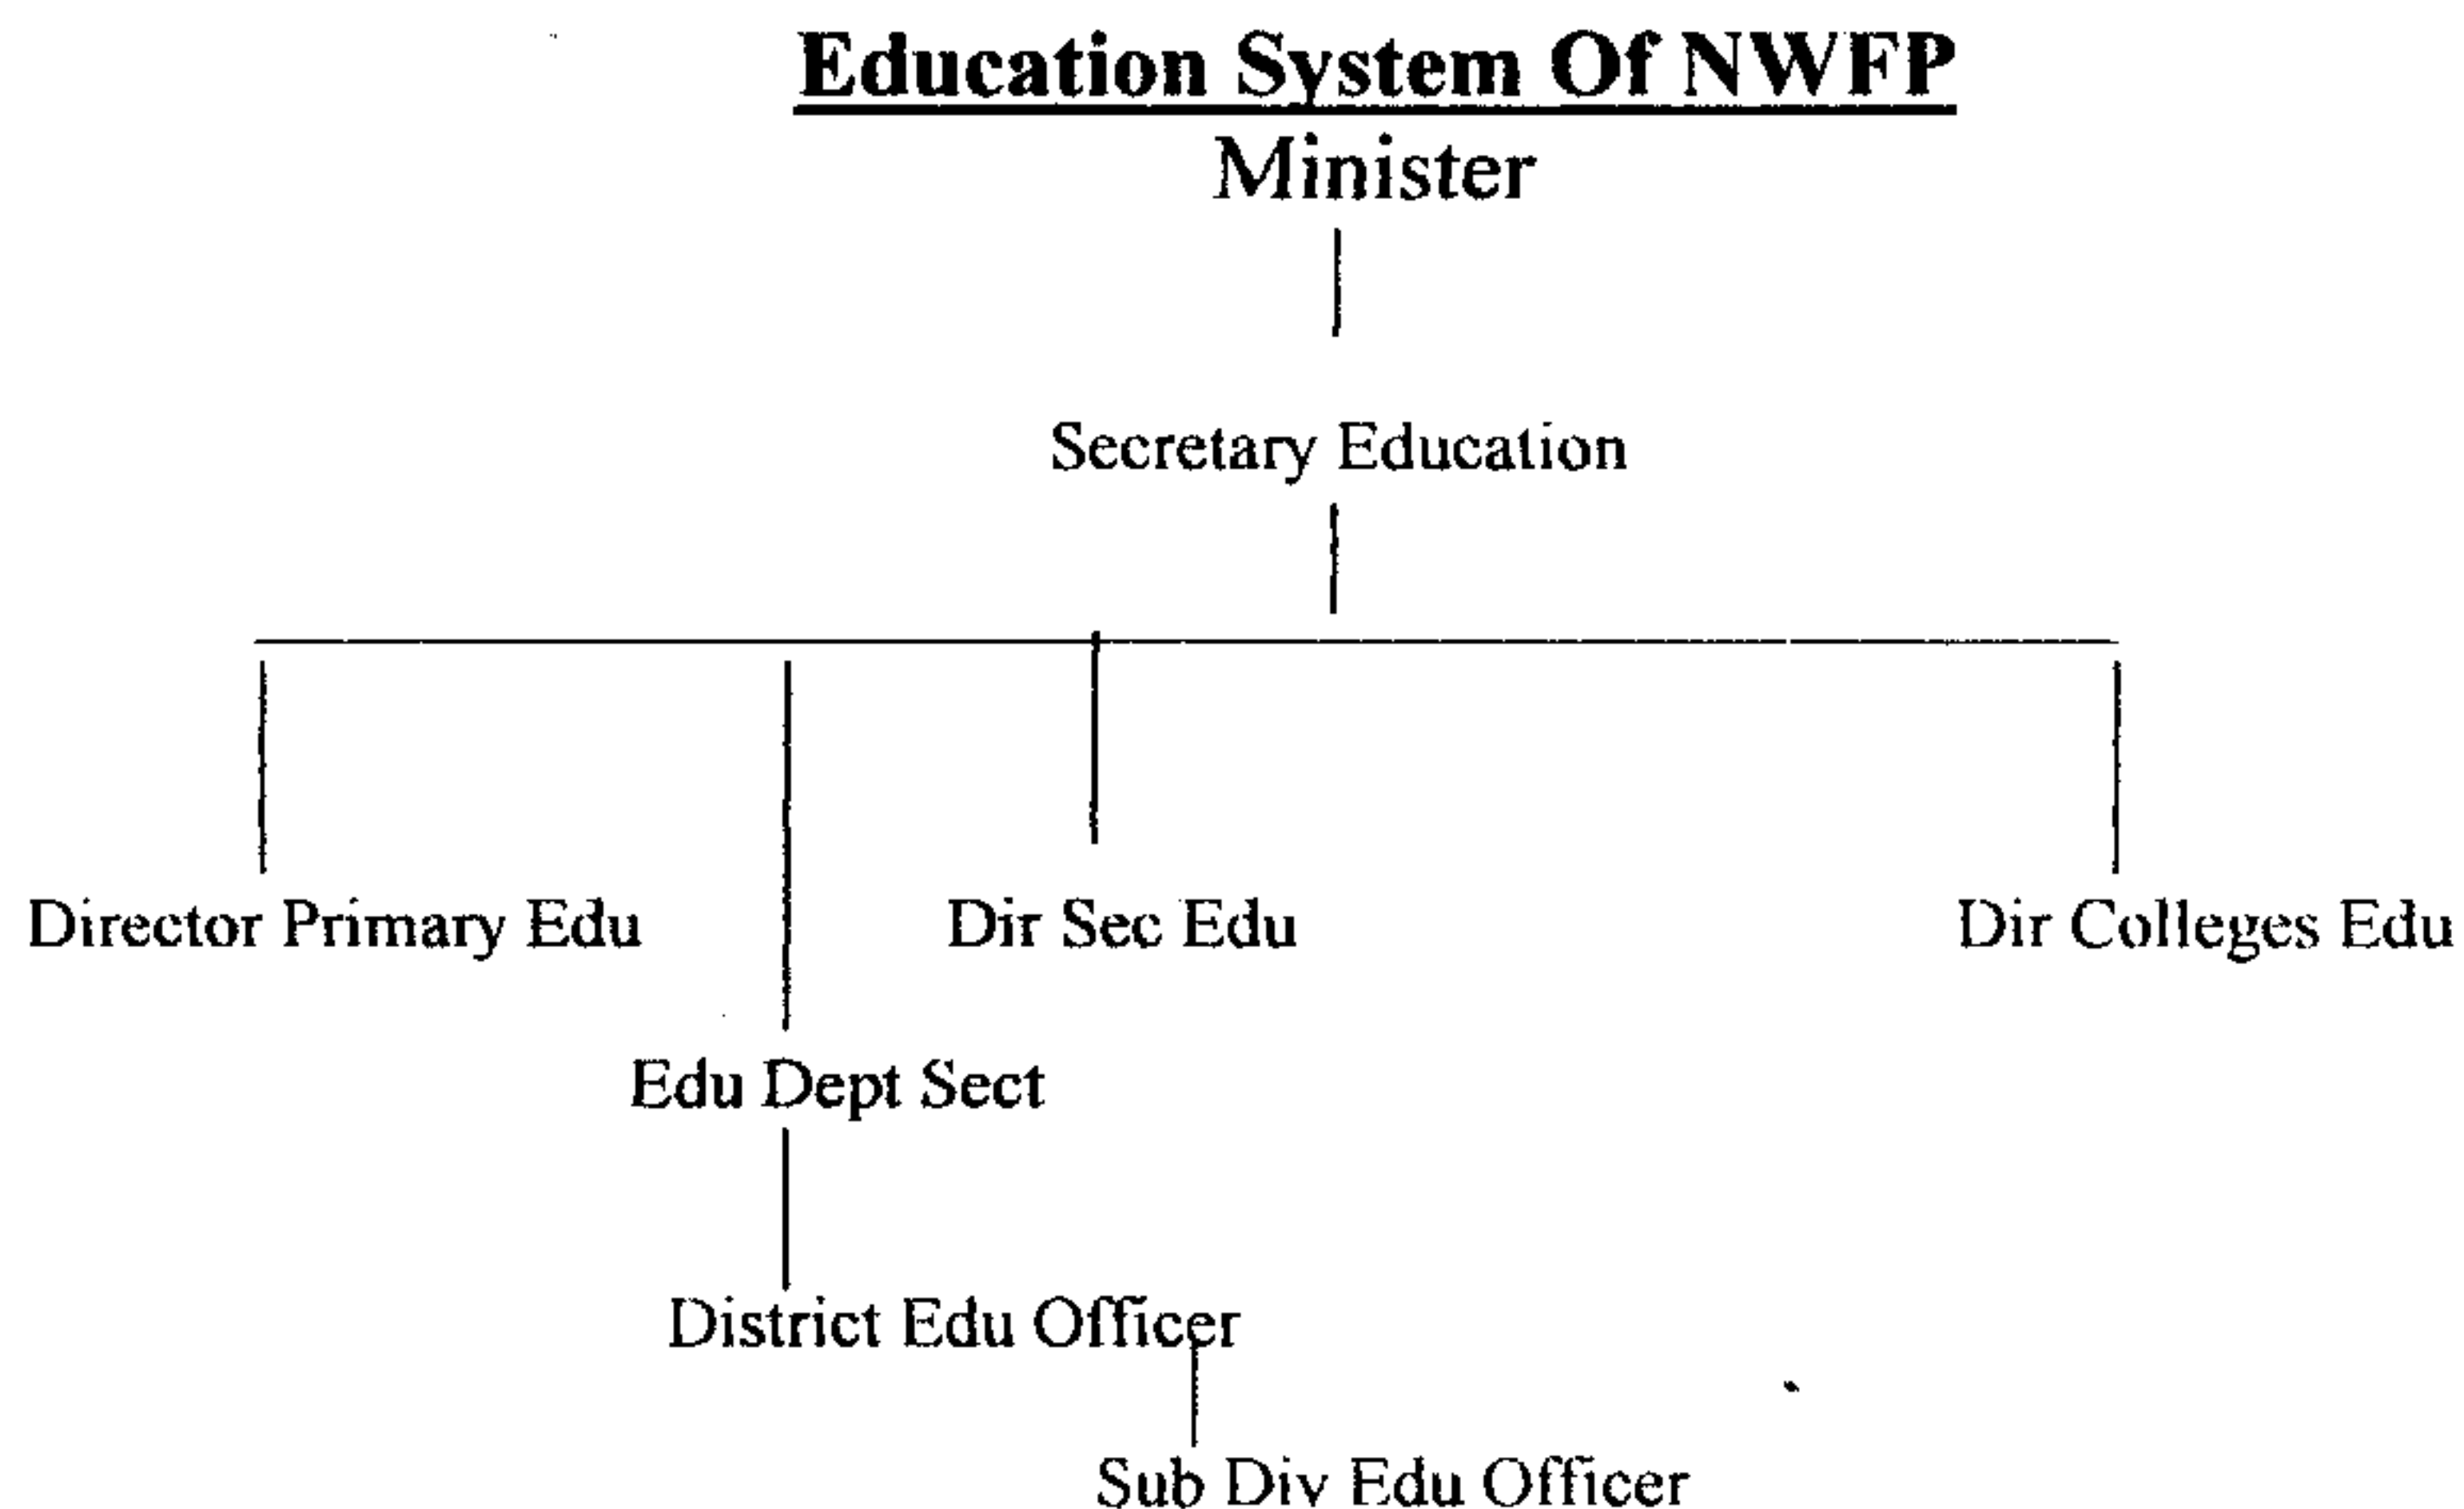 Education System Of NWFP
Minister
Secretary Education
Director Primary Edu
Dir Sec Edu
Dir Colleges Edu
Edu Dept Sect
District Edu Officer
Sub Div Edu Officer